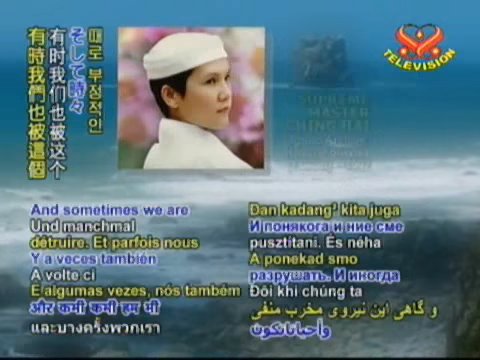 有時我們也被這個
有时我们也被这个
そして時々
때로 부정적인
TELEVISION
SUPREME
MASTER
CHING HAI
And sometimes we are
Und manchmal
détruire. Et parfois nous
Y a veces también
A volte ci
E algumas vezes, nós também
और कभी कभी हम भी
และบางครั้งพวกเรา
Dan kadang² kita juga
И понякога и ние сме
pusztítani. És néha
A ponekad smo
разрушать. И иногда
Đôi khi chúng ta
و گاهی این نیروی مخرب منفی
وأحياناتكون